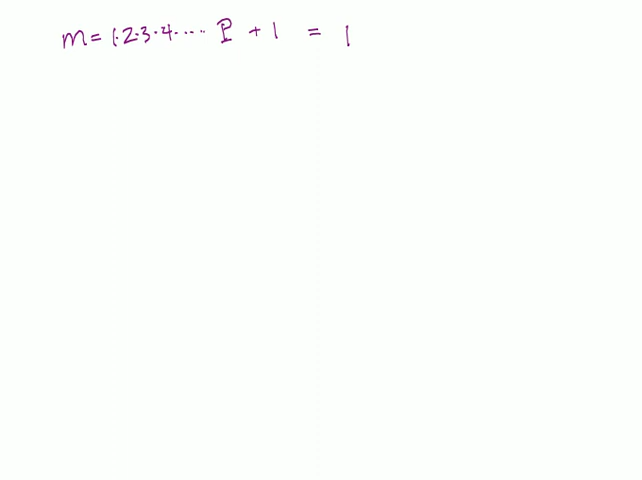 m = 1·2·3·4····· P + 1 = 1